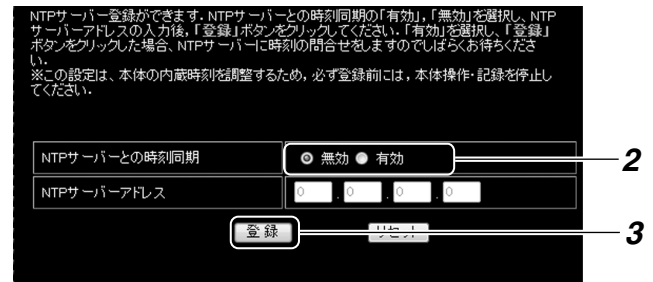 NTPサーバー登録ができます．NTPサーバーとの時刻同期の「有効」，「無効」を選択し、NTP
サーバーアドレスの入力後，「登録」ボタンをクリックしてください．「有効」を選択し、「登録」
ボタンをクリックした場合、NTPサーバーに時刻の問合せをしますのでしばらくお待ちくださ
い．
※この設定は、本体の内蔵時刻を調整するため，必ず登録前には，本体操作・記録を停止し
てください．
NTPサーバーとの時刻同期 無効 有効 2
NTPサーバーアドレス 0 . 0 . 0 . 0
登録 リセット 3